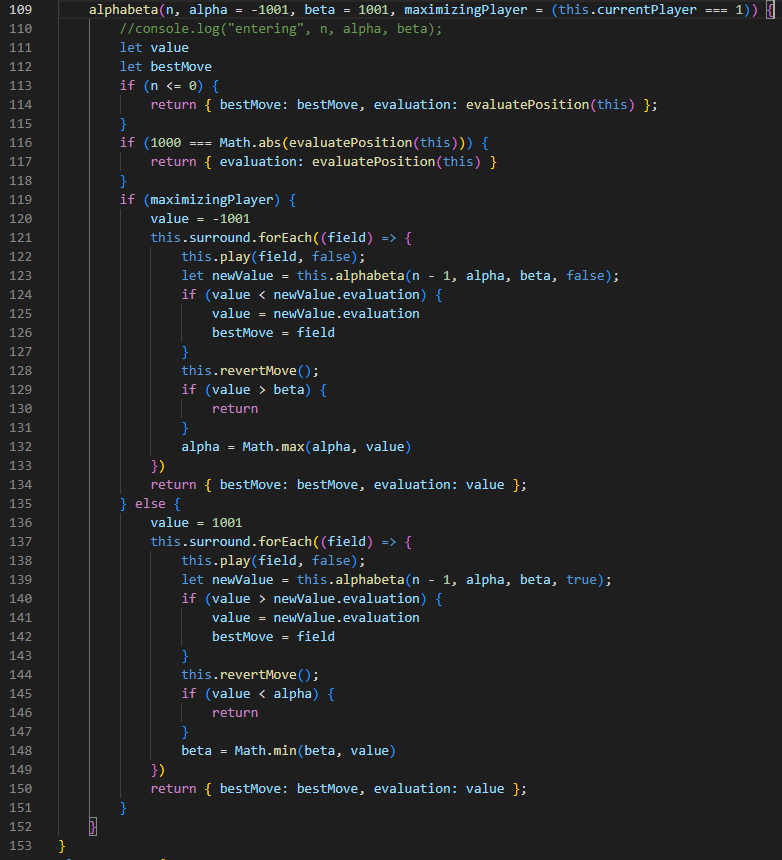 109 alphabeta(n, alpha = -1001, beta = 1001, maximizingPlayer = (this.currentPlayer === 1)) {
110 //console.log("entering", n, alpha, beta);
111 let value
112 let bestMove
113 if (n <= 0) {
114 return { bestMove: bestMove, evaluation: evaluatePosition(this) };
115 }
116 if (1000 === Math.abs(evaluatePosition(this))) {
117 return { evaluation: evaluatePosition(this) }
118 }
119 if (maximizingPlayer) {
120 value = -1001
121 this.surround.forEach((field) => {
122 this.play(field, false);
123 let newValue = this.alphabeta(n - 1, alpha, beta, false);
124 if (value < newValue.evaluation) {
125 value = newValue.evaluation
126 bestMove = field
127 }
128 this.revertMove();
129 if (value > beta) {
130 return
131 }
132 alpha = Math.max(alpha, value)
133 })
134 return { bestMove: bestMove, evaluation: value };
135 } else {
136 value = 1001
137 this.surround.forEach((field) => {
138 this.play(field, false);
139 let newValue = this.alphabeta(n - 1, alpha, beta, true);
140 if (value > newValue.evaluation) {
141 value = newValue.evaluation
142 bestMove = field
143 }
144 this.revertMove();
145 if (value < alpha) {
146 return
147 }
148 beta = Math.min(beta, value)
149 })
150 return { bestMove: bestMove, evaluation: value };
151 }
152 }
153 }